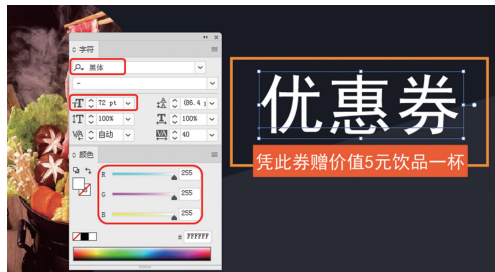 字符
黑体
-
72 pt
(86.4 p
100%
100%
自动
40
颜色
R 255
G 255
B 255
# FFFFFF
优惠券
凭此券赠价值5元饮品一杯